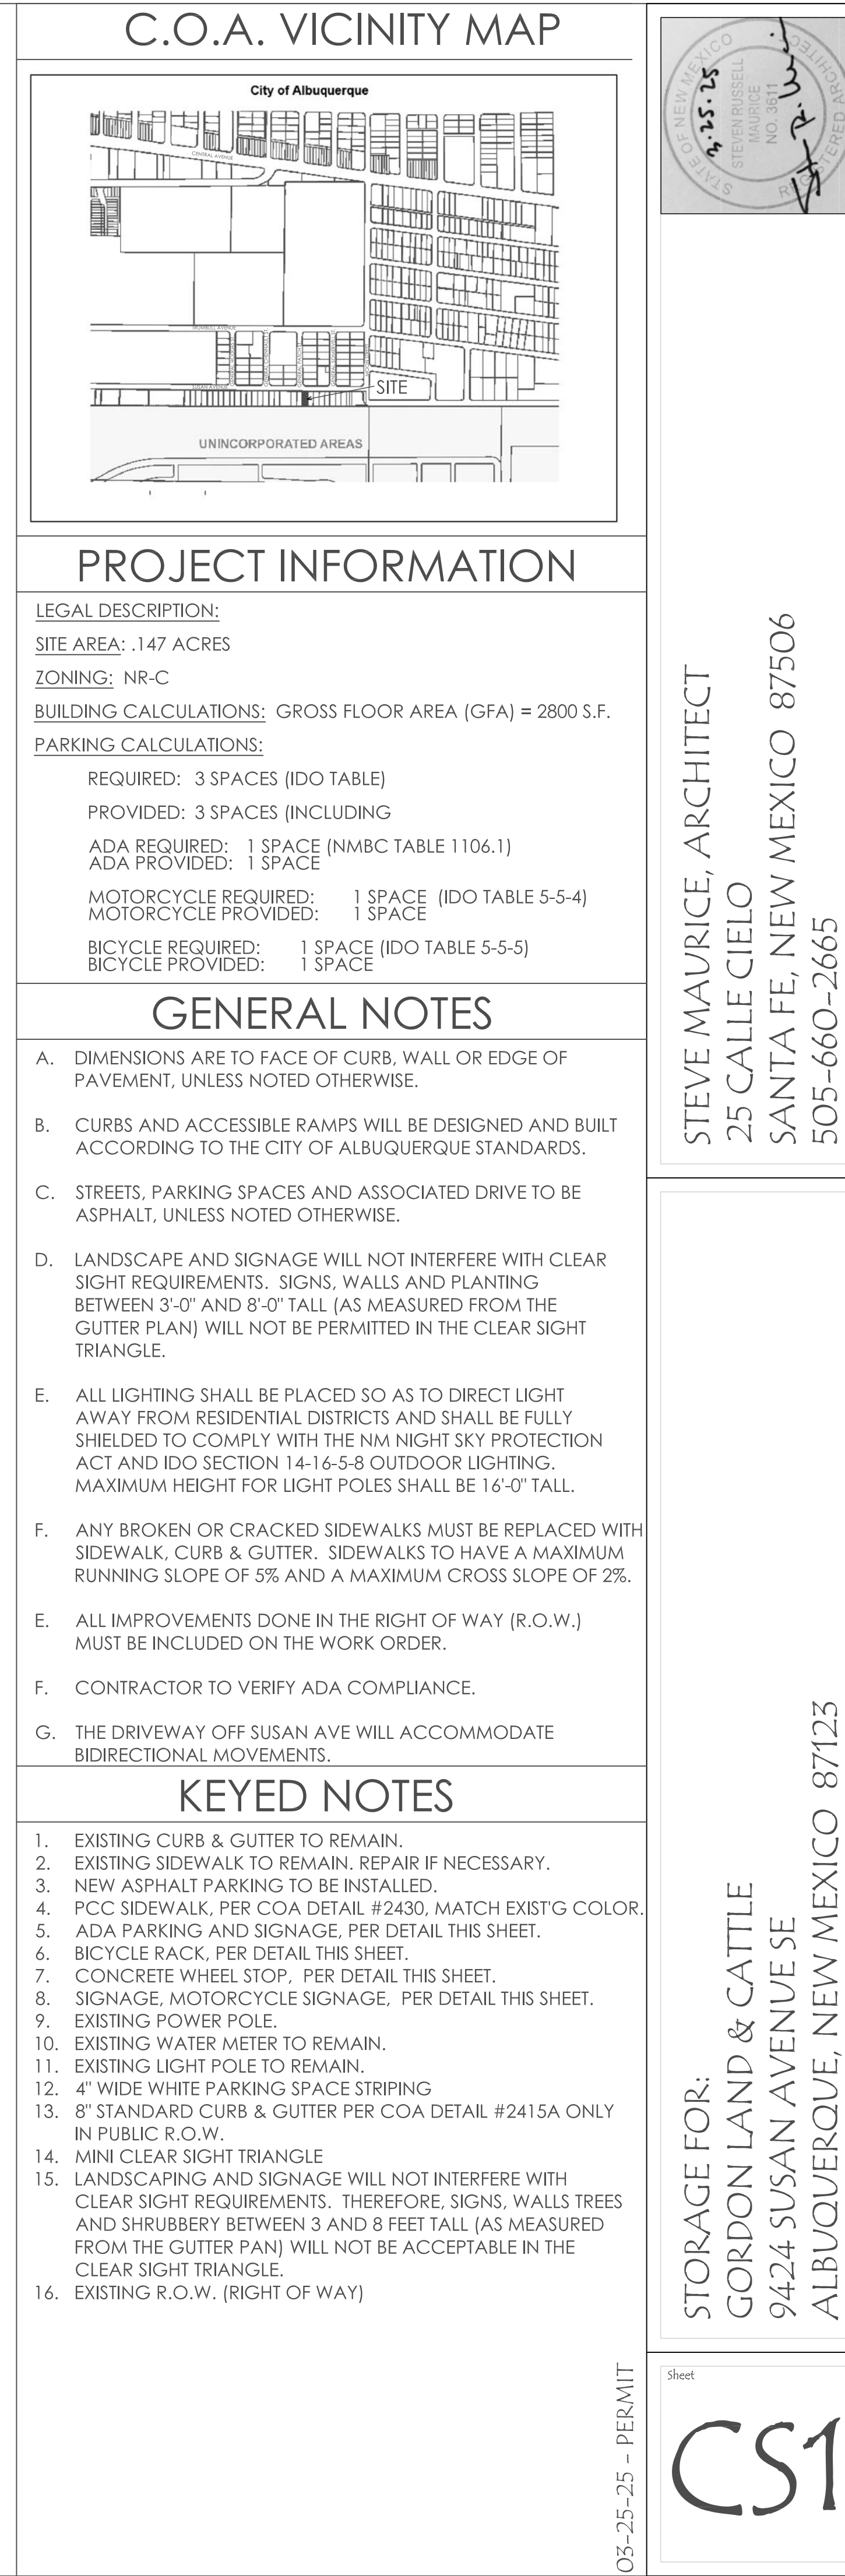 C.O.A. VICINITY MAP
City of Albuquerque
CENTRAL AVENUE
TRUMBULL AVENUE
SUSAN AVENUE
SITE
UNINCORPORATED AREAS
PROJECT INFORMATION
LEGAL DESCRIPTION:
SITE AREA: .147 ACRES
ZONING: NR-C
BUILDING CALCULATIONS: GROSS FLOOR AREA (GFA) = 2800 S.F.
PARKING CALCULATIONS:
REQUIRED: 3 SPACES (IDO TABLE)
PROVIDED: 3 SPACES (INCLUDING
ADA REQUIRED: 1 SPACE (NMBC TABLE 1106.1)
ADA PROVIDED: 1 SPACE
MOTORCYCLE REQUIRED: 1 SPACE (IDO TABLE 5-5-4)
MOTORCYCLE PROVIDED: 1 SPACE
BICYCLE REQUIRED: 1 SPACE (IDO TABLE 5-5-5)
BICYCLE PROVIDED: 1 SPACE
GENERAL NOTES
A. DIMENSIONS ARE TO FACE OF CURB, WALL OR EDGE OF
PAVEMENT, UNLESS NOTED OTHERWISE.
B. CURBS AND ACCESSIBLE RAMPS WILL BE DESIGNED AND BUILT
ACCORDING TO THE CITY OF ALBUQUERQUE STANDARDS.
C. STREETS, PARKING SPACES AND ASSOCIATED DRIVE TO BE
ASPHALT, UNLESS NOTED OTHERWISE.
D. LANDSCAPE AND SIGNAGE WILL NOT INTERFERE WITH CLEAR
SIGHT REQUIREMENTS. SIGNS, WALLS AND PLANTING
BETWEEN 3'-0" AND 8'-0" TALL (AS MEASURED FROM THE
GUTTER PLAN) WILL NOT BE PERMITTED IN THE CLEAR SIGHT
TRIANGLE.
E. ALL LIGHTING SHALL BE PLACED SO AS TO DIRECT LIGHT
AWAY FROM RESIDENTIAL DISTRICTS AND SHALL BE FULLY
SHIELDED TO COMPLY WITH THE NM NIGHT SKY PROTECTION
ACT AND IDO SECTION 14-16-5-8 OUTDOOR LIGHTING.
MAXIMUM HEIGHT FOR LIGHT POLES SHALL BE 16'-0" TALL.
F. ANY BROKEN OR CRACKED SIDEWALKS MUST BE REPLACED WITH
SIDEWALK, CURB & GUTTER. SIDEWALKS TO HAVE A MAXIMUM
RUNNING SLOPE OF 5% AND A MAXIMUM CROSS SLOPE OF 2%.
E. ALL IMPROVEMENTS DONE IN THE RIGHT OF WAY (R.O.W.)
MUST BE INCLUDED ON THE WORK ORDER.
F. CONTRACTOR TO VERIFY ADA COMPLIANCE.
G. THE DRIVEWAY OFF SUSAN AVE WILL ACCOMMODATE
BIDIRECTIONAL MOVEMENTS.
KEYED NOTES
1. EXISTING CURB & GUTTER TO REMAIN.
2. EXISTING SIDEWALK TO REMAIN. REPAIR IF NECESSARY.
3. NEW ASPHALT PARKING TO BE INSTALLED.
4. PCC SIDEWALK, PER COA DETAIL #2430, MATCH EXIST'G COLOR.
5. ADA PARKING AND SIGNAGE, PER DETAIL THIS SHEET.
6. BICYCLE RACK, PER DETAIL THIS SHEET.
7. CONCRETE WHEEL STOP, PER DETAIL THIS SHEET.
8. SIGNAGE, MOTORCYCLE SIGNAGE, PER DETAIL THIS SHEET.
9. EXISTING POWER POLE.
10. EXISTING WATER METER TO REMAIN.
11. EXISTING LIGHT POLE TO REMAIN.
12. 4" WIDE WHITE PARKING SPACE STRIPING
13. 8" STANDARD CURB & GUTTER PER COA DETAIL #2415A ONLY
IN PUBLIC R.O.W.
14. MINI CLEAR SIGHT TRIANGLE
15. LANDSCAPING AND SIGNAGE WILL NOT INTERFERE WITH
CLEAR SIGHT REQUIREMENTS. THEREFORE, SIGNS, WALLS TREES
AND SHRUBBERY BETWEEN 3 AND 8 FEET TALL (AS MEASURED
FROM THE GUTTER PAN) WILL NOT BE ACCEPTABLE IN THE
CLEAR SIGHT TRIANGLE.
16. EXISTING R.O.W. (RIGHT OF WAY)
03-25-25 - PERMIT
STATE OF NEW MEXICO
REGISTERED ARCHITECT
STEVEN RUSSELL
MAURICE
NO. 3611
3.25.25
STEVE MAURICE, ARCHITECT
25 CALLE CIELO
SANTA FE, NEW MEXICO 87506
505-660-2665
STORAGE FOR:
GORDON LAND & CATTLE
9424 SUSAN AVENUE SE
ALBUQUERQUE, NEW MEXICO 87123
Sheet
CS1